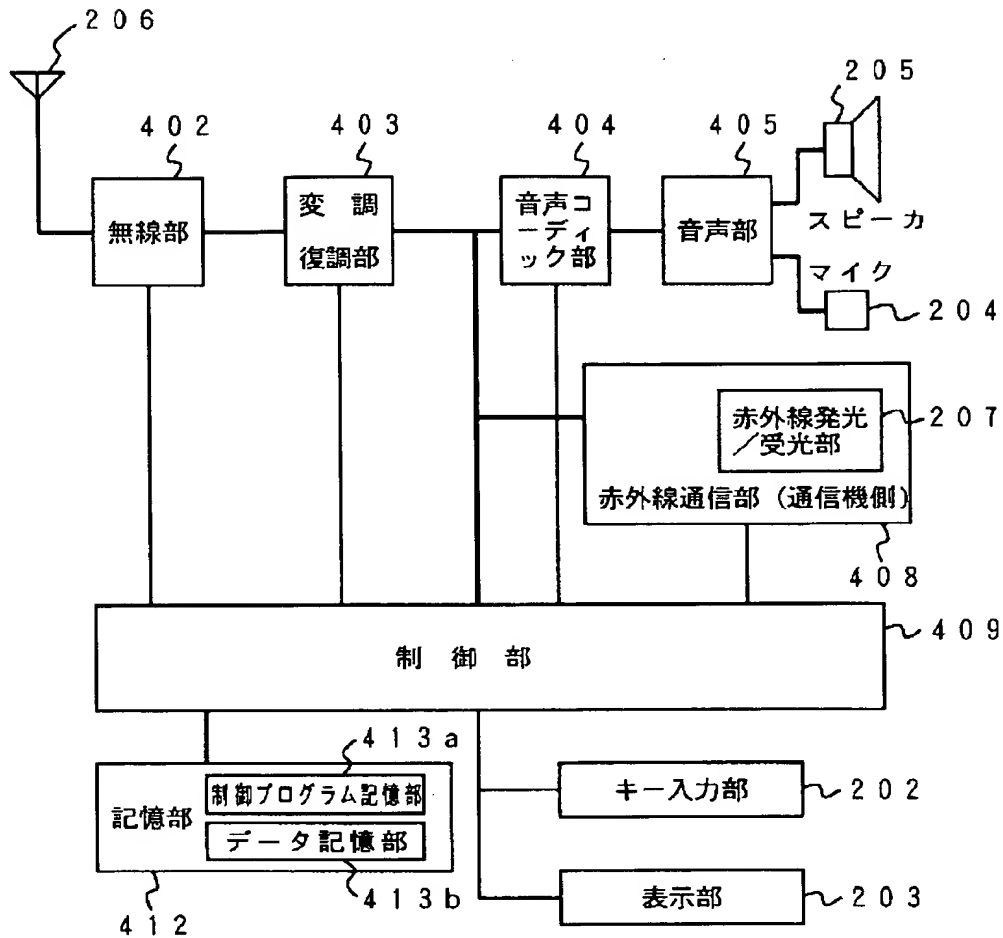 206
205
402
403
404
405
無線部
変調
復調部
音声コ
ーディ
ック部
音声部
スピーカ
マイク
204
赤外線発光
／受光部
207
赤外線通信部（通信機側）
408
制御部
409
413a
記憶部
制御プログラム記憶部
データ記憶部
413b
412
キー入力部
202
表示部
203